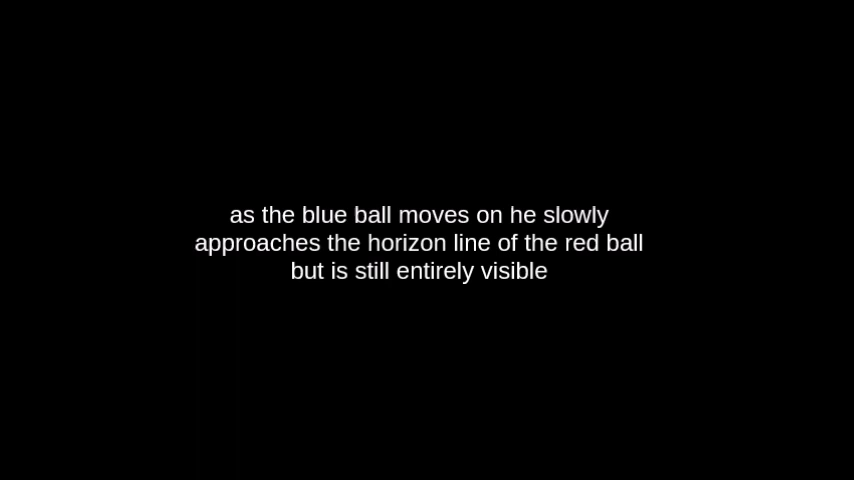 as the blue ball moves on he slowly
approaches the horizon line of the red ball
but is still entirely visible